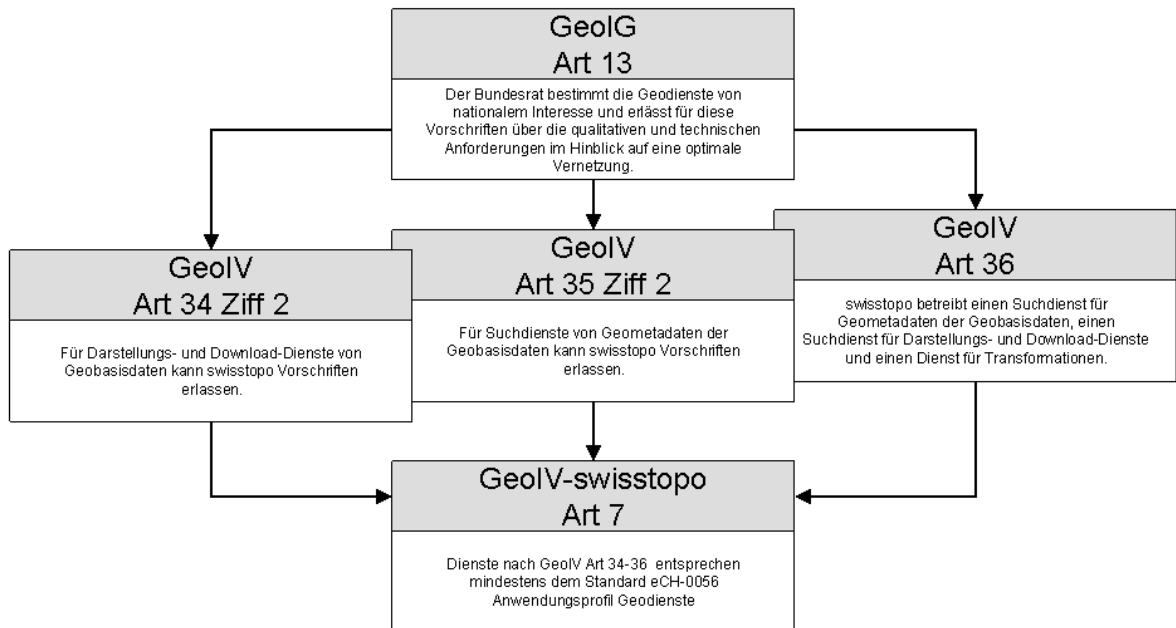 GeoIG
Art 13
Der Bundesrat bestimmt die Geodienste von
nationalem Interesse und erlässt für diese
Vorschriften über die qualitativen und technischen
Anforderungen im Hinblick auf eine optimale
Vernetzung.
GeoIV
Art 34 Ziff 2
Für Darstellungs- und Download-Dienste von
Geobasisdaten kann swisstopo Vorschriften
erlassen.
GeoIV
Art 35 Ziff 2
Für Suchdienste von Geometadaten der
Geobasisdaten kann swisstopo Vorschriften
GeoIV
Art 36
swisstopo betreibt einen Suchdienst für
Geometadaten der Geobasisdaten, einen
Suchdienst für Darstellungs- und Download-Dienste
und einen Dienst für Transformationen.
GeoIV-swisstopo
Art 7
Dienste nach GeoIV Art 34-36 entsprechen
mindestens dem Standard eCH-0056
Anwendungsprofil Geodienste